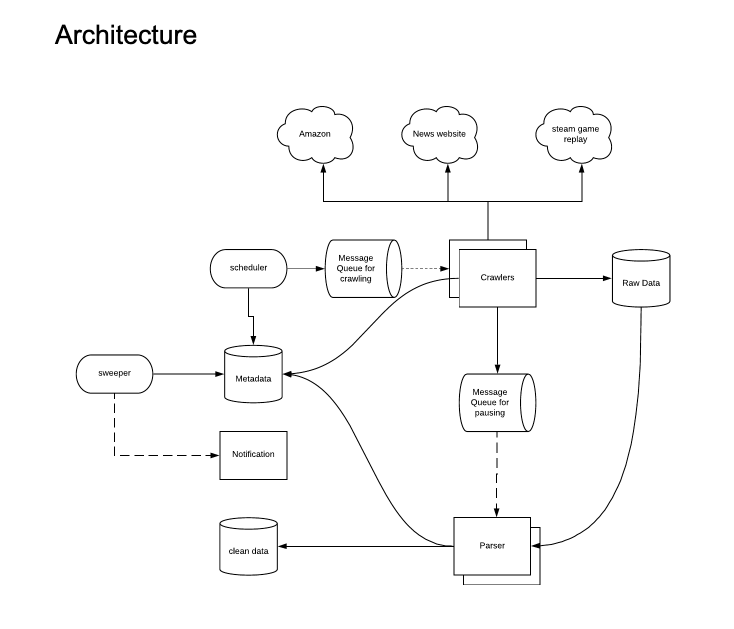 Architecture
Amazon
News website
steam game
replay
scheduler
Message
Queue for
crawling
Crawlers
Raw Data
sweeper
Metadata
Message
Queue for
pausing
Notification
clean data
Parser